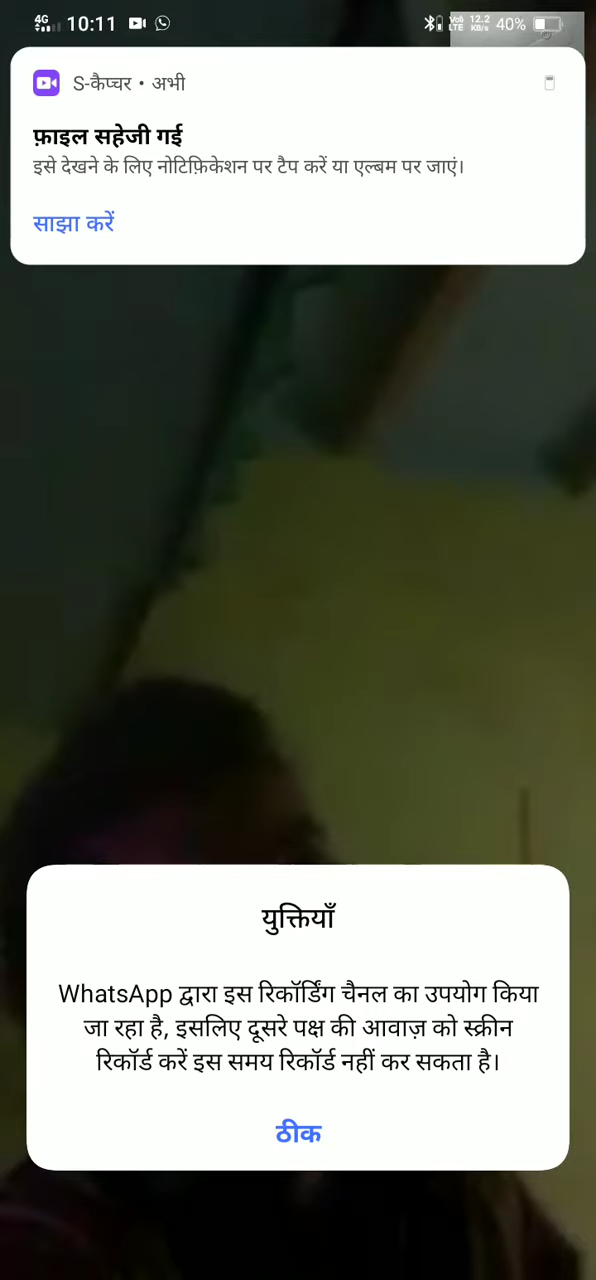 4G 10:11 VoI) LTE 12.2 KB/s 40%
S-कैप्चर • अभी
फ़ाइल सहेजी गई
इसे देखने के लिए नोटिफ़िकेशन पर टैप करें या एल्बम पर जाएं।
साझा करें
युक्तियाँ
WhatsApp द्वारा इस रिकॉर्डिंग चैनल का उपयोग किया
जा रहा है, इसलिए दूसरे पक्ष की आवाज़ को स्क्रीन
रिकॉर्ड करें इस समय रिकॉर्ड नहीं कर सकता है।
ठीक